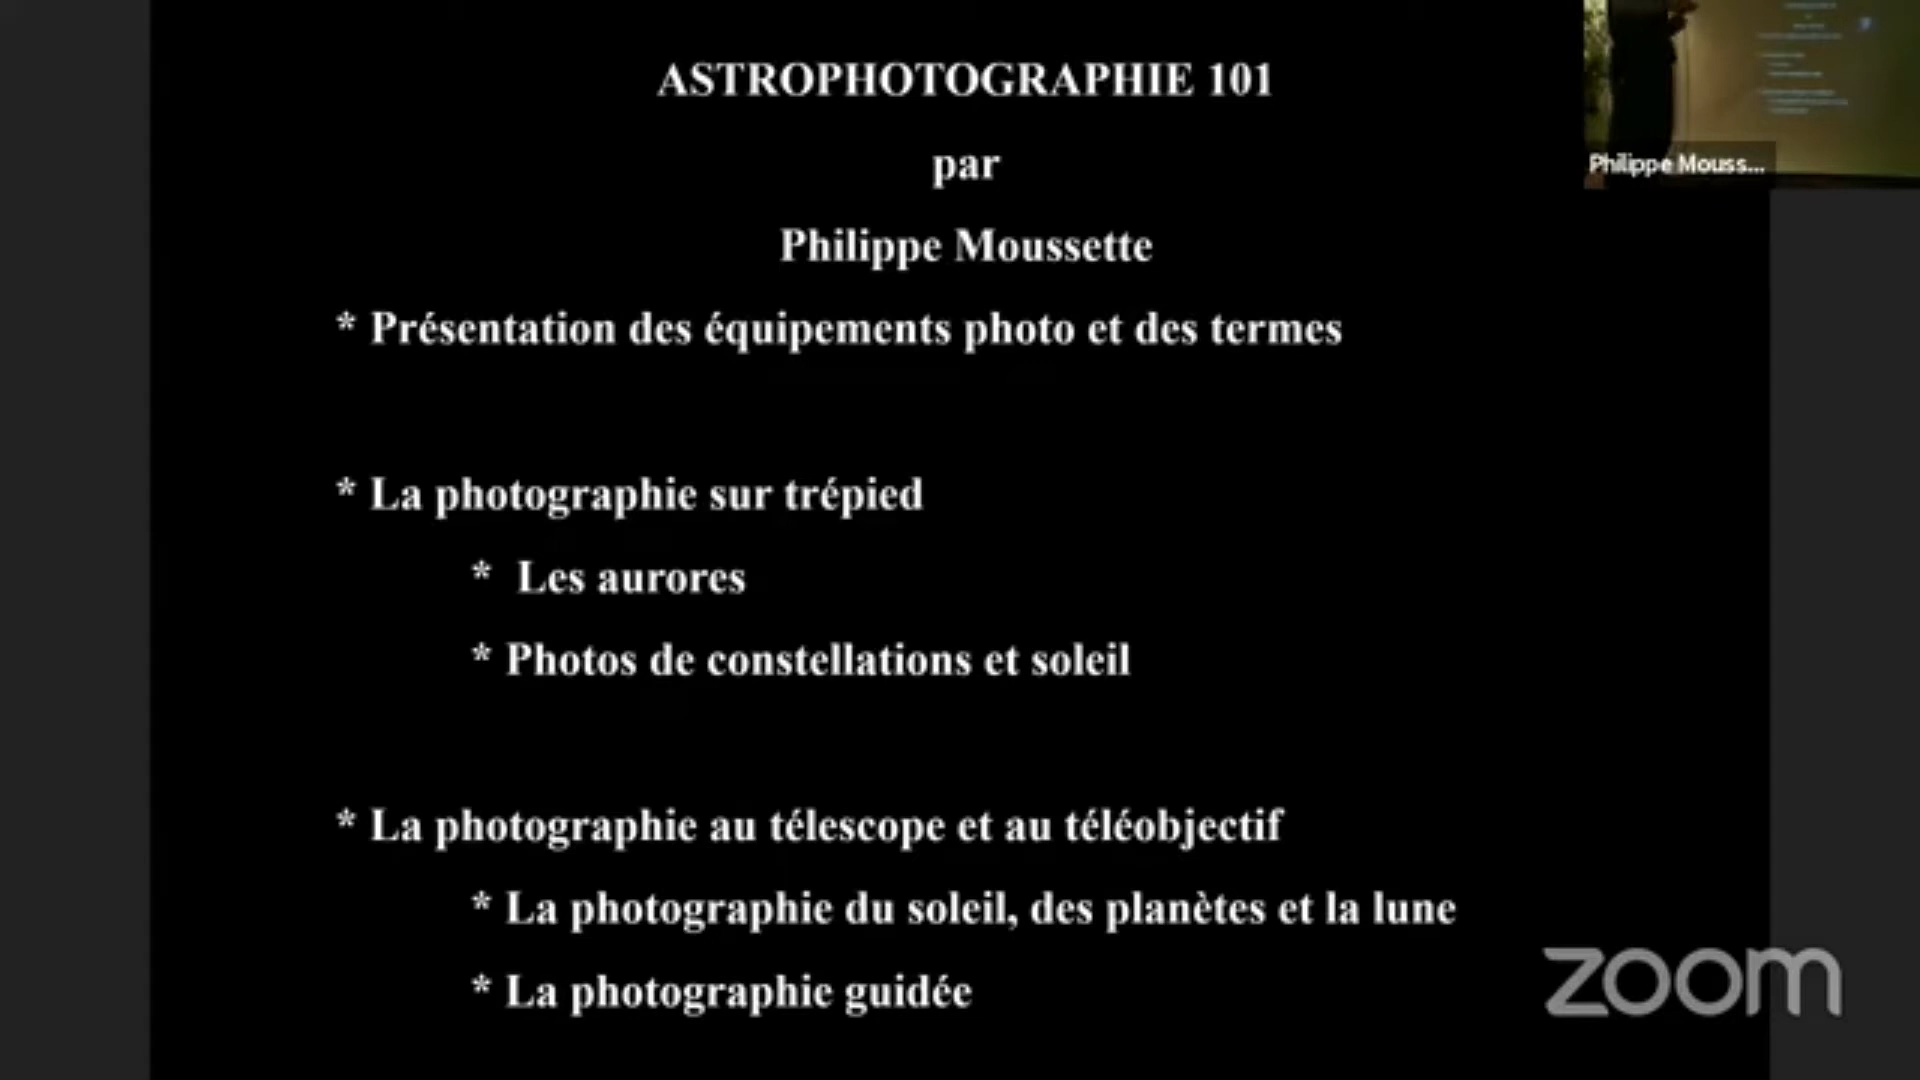 ASTROPHOTOGRAPHIE 101
par
Philippe Moussette
* Présentation des équipements photo et des termes
* La photographie sur trépied
* Les aurores
* Photos de constellations et soleil
* La photographie au télescope et au téléobjectif
* La photographie du soleil, des planètes et la lune
* La photographie guidée
Philippe Mouss...
zoom